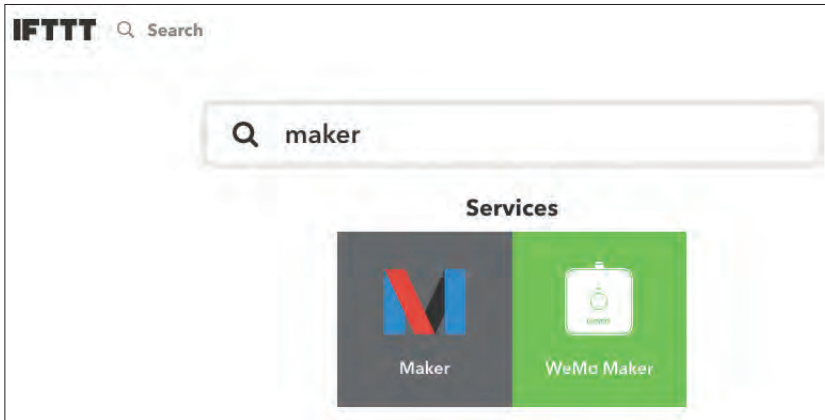 IFTTT Search
maker
Services
Maker
WeMo Maker